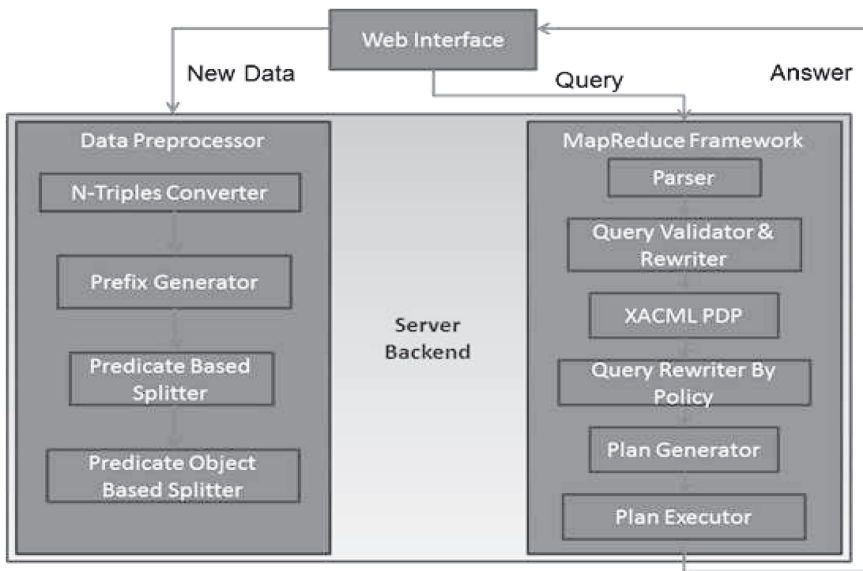 Web Interface
New Data
Query
Answer
Data Preprocessor
N-Triples Converter
Prefix Generator
Predicate Based
Splitter
Predicate Object
Based Splitter
Server
Backend
MapReduce Framework
Parser
Query Validator &
Rewriter
XACML PDP
Query Rewriter By
Policy
Plan Generator
Plan Executor